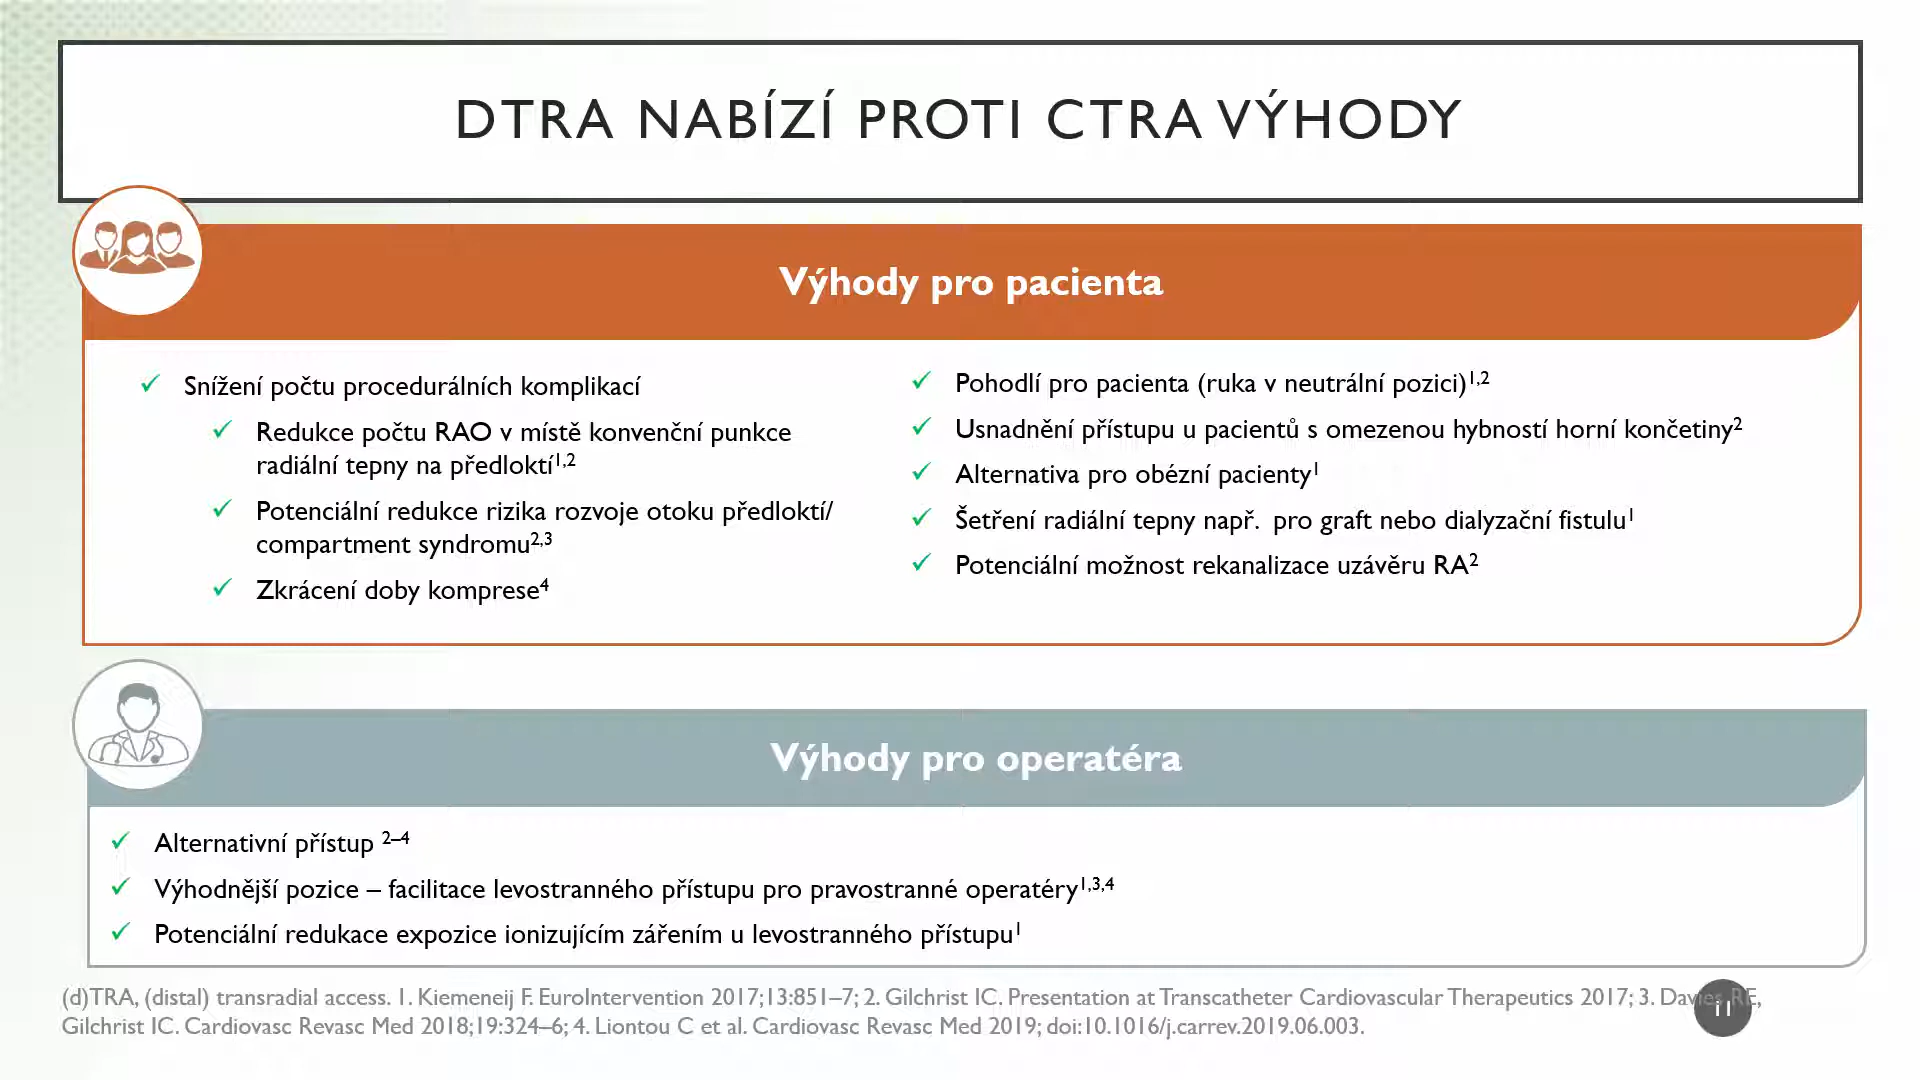 DTRA NABÍZÍ PROTI CTRA VÝHODY
Výhody pro pacienta
Snížení počtu procedurálních komplikací
Redukce počtu RAO v místě konvenční punkce
radiální tepny na předloktí1,2
Potenciální redukce rizika rozvoje otoku předloktí/
compartment syndromu2,3
Zkrácení doby komprese4
Pohodlí pro pacienta (ruka v neutrální pozici)1,2
Usnadnění přístupu u pacientů s omezenou hybností horní končetiny2
Alternativa pro obézní pacienty1
Šetření radiální tepny např. pro graft nebo dialyzační fistulu1
Potenciální možnost rekanalizace uzávěru RA2
Výhody pro operatéra
Alternativní přístup 2–4
Výhodnější pozice – facilitace levostranného přístupu pro pravostranné operatéry1,3,4
Potenciální redukace expozice ionizujícím zářením u levostranného přístupu1
(d)TRA, (distal) transradial access. 1. Kiemeneij F. EuroIntervention 2017;13:851–7; 2. Gilchrist IC. Presentation at Transcatheter Cardiovascular Therapeutics 2017; 3. Davies RE,
Gilchrist IC. Cardiovasc Revasc Med 2018;19:324–6; 4. Liontou C et al. Cardiovasc Revasc Med 2019; doi:10.1016/j.carrev.2019.06.003.
11